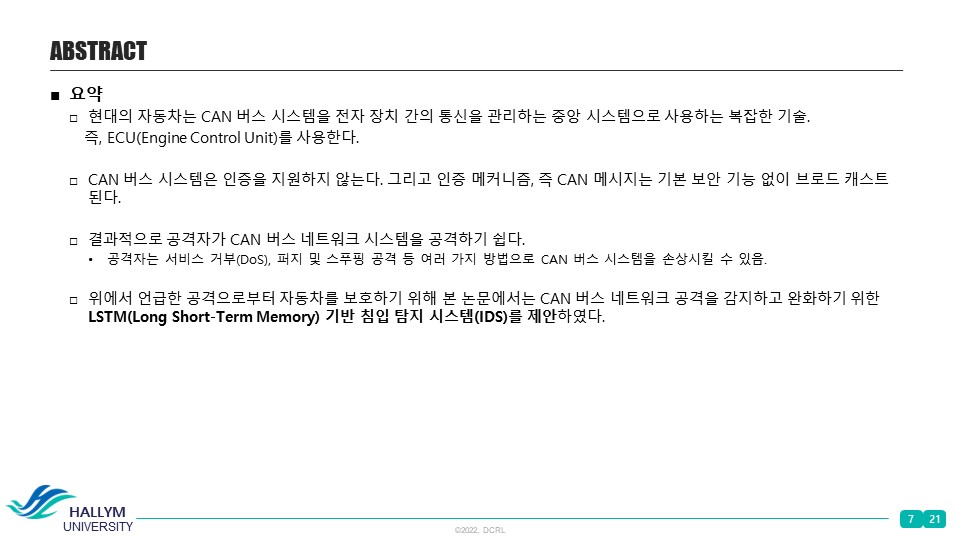 ABSTRACT
■ 요약
□ 현대의 자동차는 CAN 버스 시스템을 전자 장치 간의 통신을 관리하는 중앙 시스템으로 사용하는 복잡한 기술.
즉, ECU(Engine Control Unit)를 사용한다.
□ CAN 버스 시스템은 인증을 지원하지 않는다. 그리고 인증 메커니즘, 즉 CAN 메시지는 기본 보안 기능 없이 브로드 캐스트
된다.
□ 결과적으로 공격자가 CAN 버스 네트워크 시스템을 공격하기 쉽다.
• 공격자는 서비스 거부(DoS), 퍼지 및 스푸핑 공격 등 여러 가지 방법으로 CAN 버스 시스템을 손상시킬 수 있음.
□ 위에서 언급한 공격으로부터 자동차를 보호하기 위해 본 논문에서는 CAN 버스 네트워크 공격을 감지하고 완화하기 위한
LSTM(Long Short-Term Memory) 기반 침입 탐지 시스템(IDS)를 제안하였다.
HALLYM
UNIVERSITY
©2022, DCRL
7 21